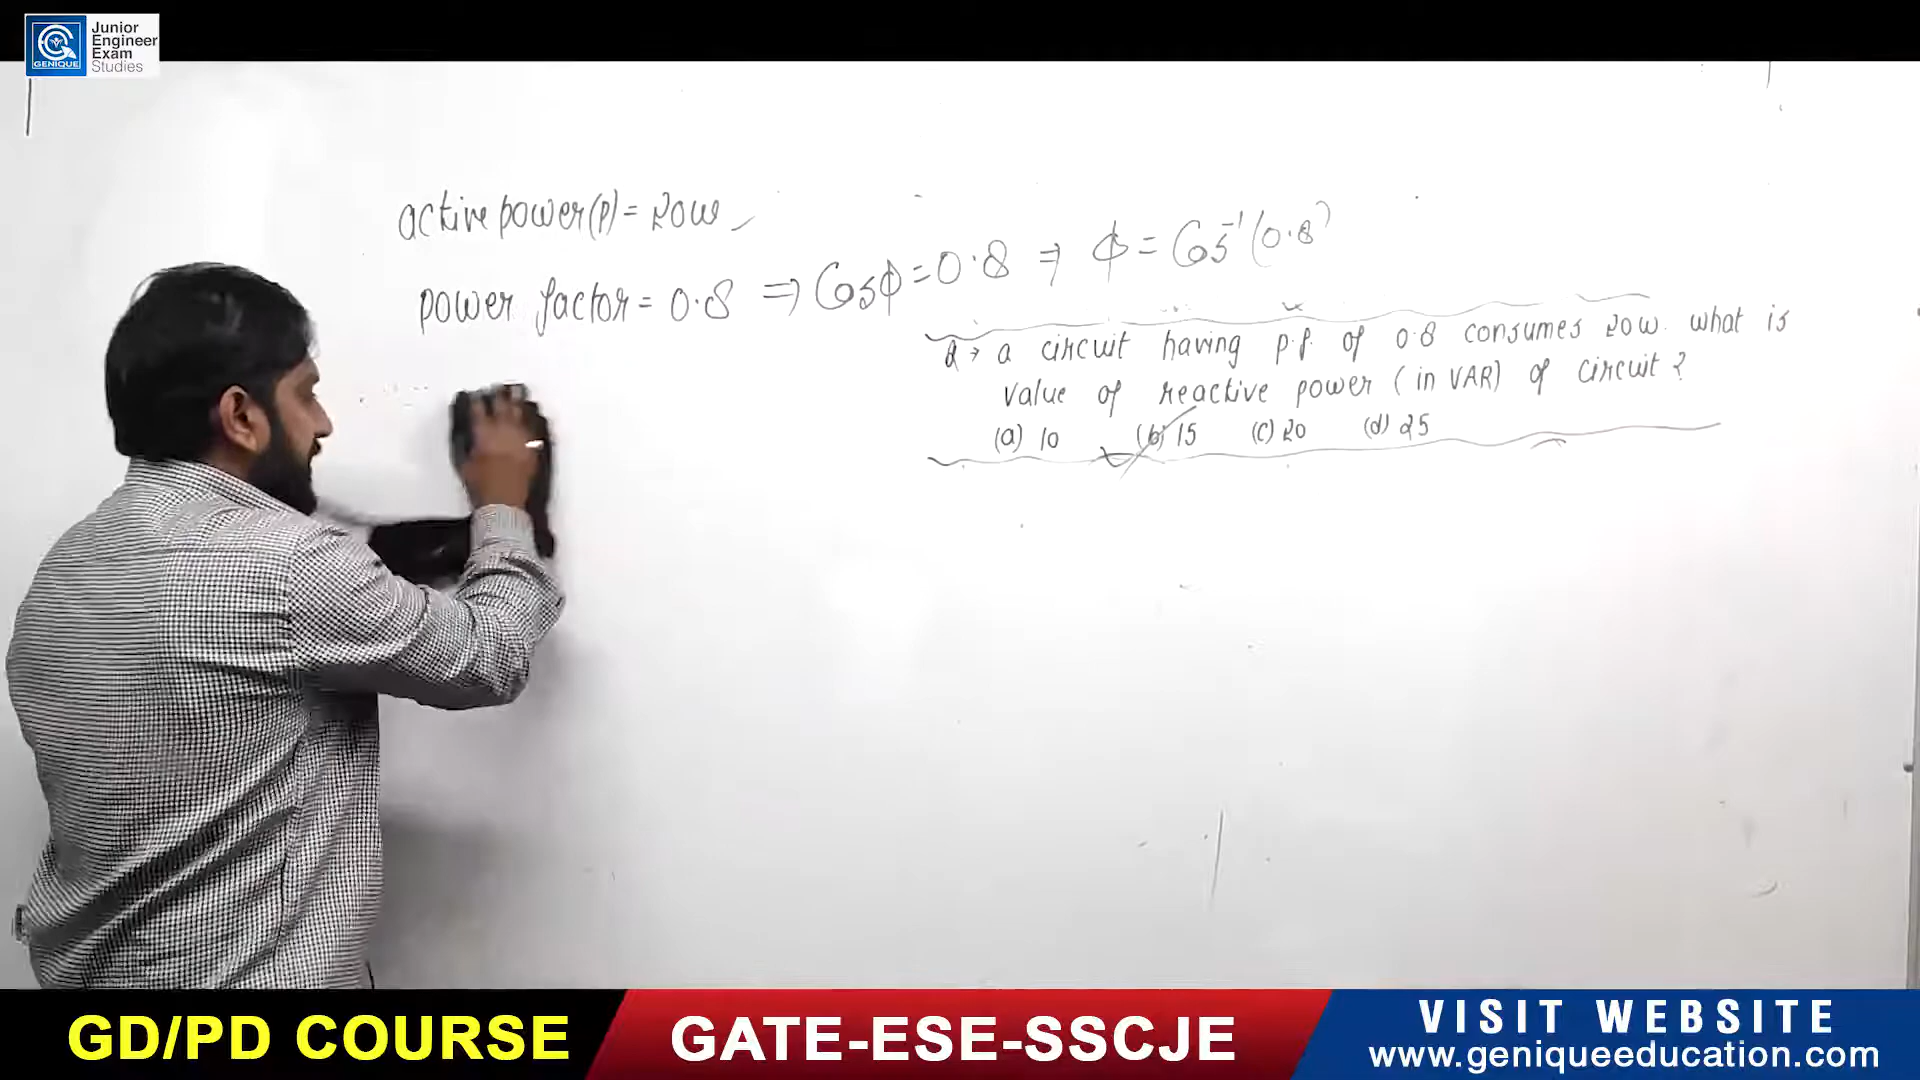 Junior
Engineer
Exam
Studies
GENIQUE
active power(p) = 20w
power factor = 0.8 ⇒ Cosϕ = 0.8 ⇒ ϕ = Cos⁻¹(0.8)
Q → a circuit having p.f. of 0.8 consumes 20w. what is
value of reactive power (in VAR) of circuit?
(a) 10 (b) 15 (c) 20 (d) 25
GD/PD COURSE
GATE-ESE-SSCJE
VISIT WEBSITE
www.geniqueeducation.com